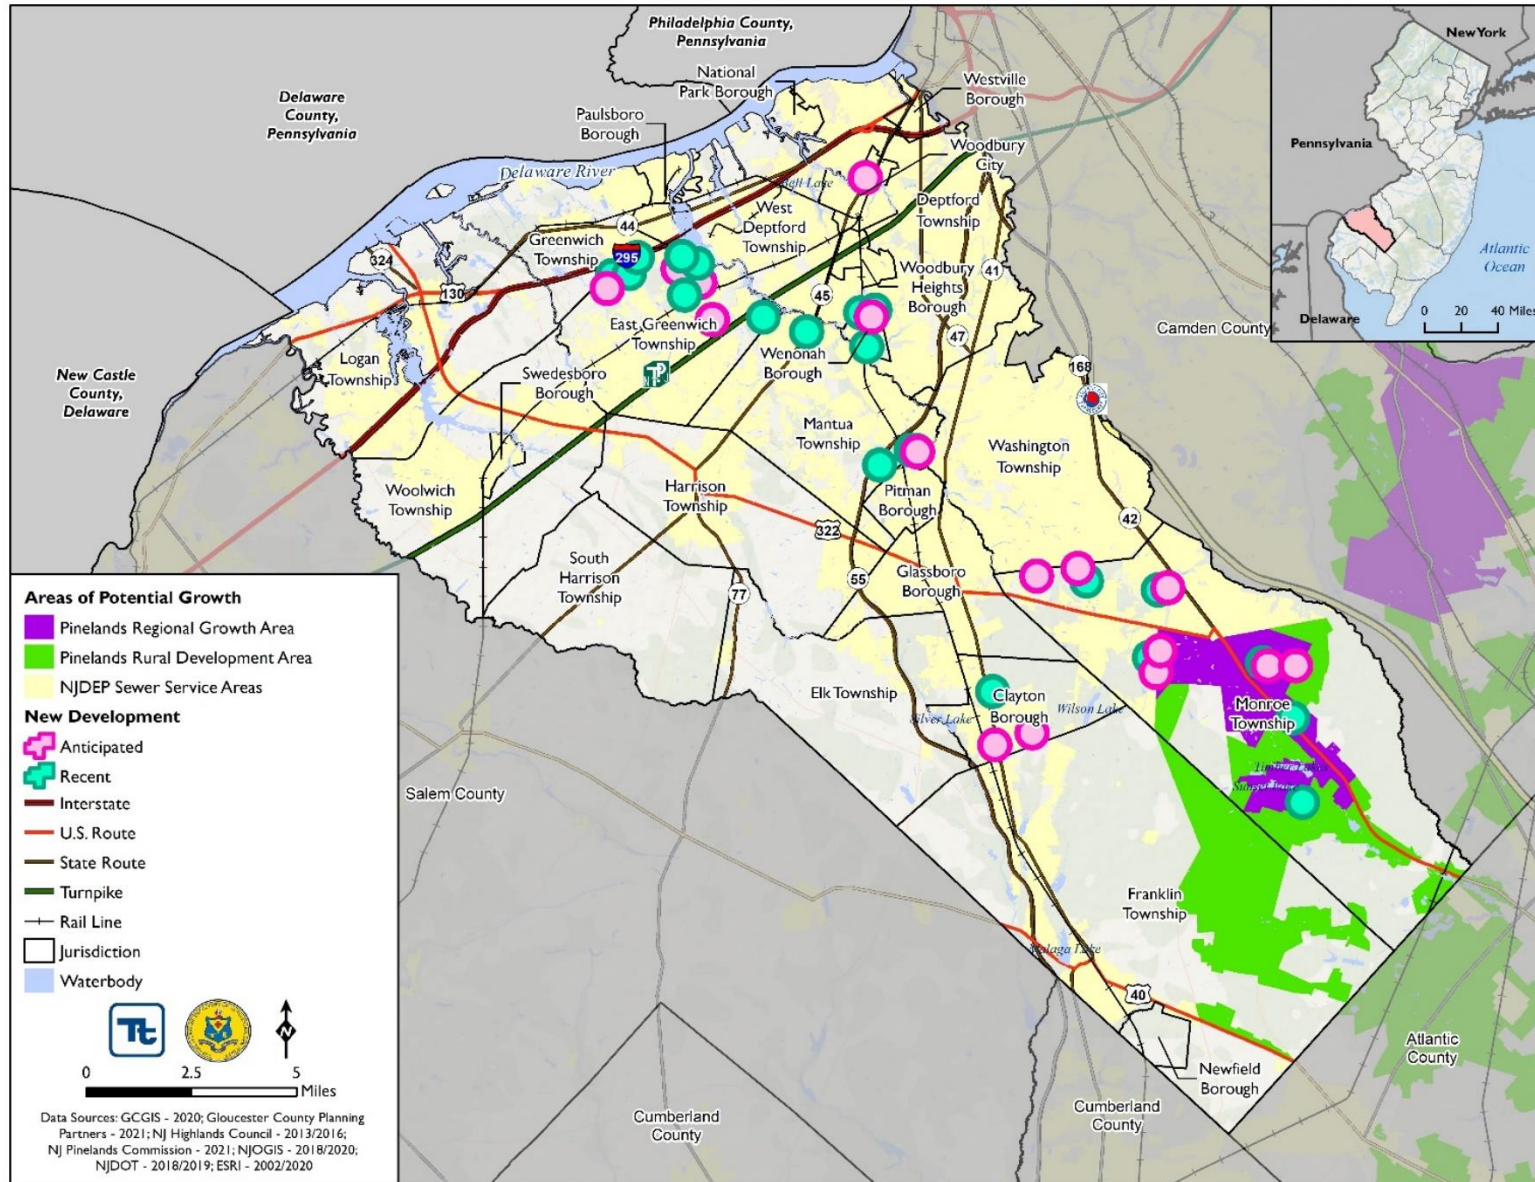 Philadelphia County,
Pennsylvania
National
Park Borough
Westville
Borough
Delaware
County,
Pennsylvania
Paulsboro
Borough
Woodbury
City
Delaware River
West
Deptford
Township
Deptford
Township
44
Greenwich
Township
295
324
130
Woodbury
Heights
Borough
41
45
47
East Greenwich
Township
Wenonah
Borough
Logan
Township
Swedesboro
Borough
New Castle
County,
Delaware
Camden County
168
Mantua
Township
Washington
Township
Woolwich
Township
Harrison
Township
Pitman
Borough
42
322
South
Harrison
Township
55
Glassboro
Borough
77
Elk Township
Clayton
Borough
Silver Lake
Wilson Lake
Monroe
Township
Salem County
Franklin
Township
Malaga Lake
40
Newfield
Borough
Atlantic
County
Cumberland
County
Cumberland
County
New York
Pennsylvania
Atlantic
Ocean
Delaware
0 20 40 Miles
Areas of Potential Growth
Pinelands Regional Growth Area
Pinelands Rural Development Area
NJDEP Sewer Service Areas
New Development
Anticipated
Recent
Interstate
U.S. Route
State Route
Turnpike
Rail Line
Jurisdiction
Waterbody
Tt
N
0 2.5 5
Miles
Data Sources: GCGIS - 2020; Gloucester County Planning
Partners - 2021; NJ Highlands Council - 2013/2016;
NJ Pinelands Commission - 2021; NJOGIS - 2018/2020;
NJDOT - 2018/2019; ESRI - 2002/2020